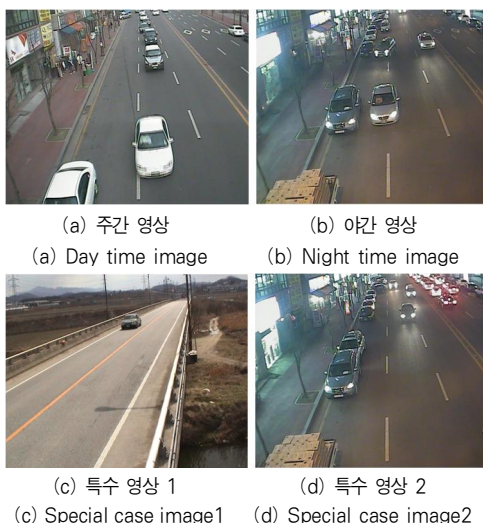 (a) 주간 영상
(b) 야간 영상
(a) Day time image
(b) Night time image
(c) 특수 영상 1
(d) 특수 영상 2
(c) Special case image1
(d) Special case image2